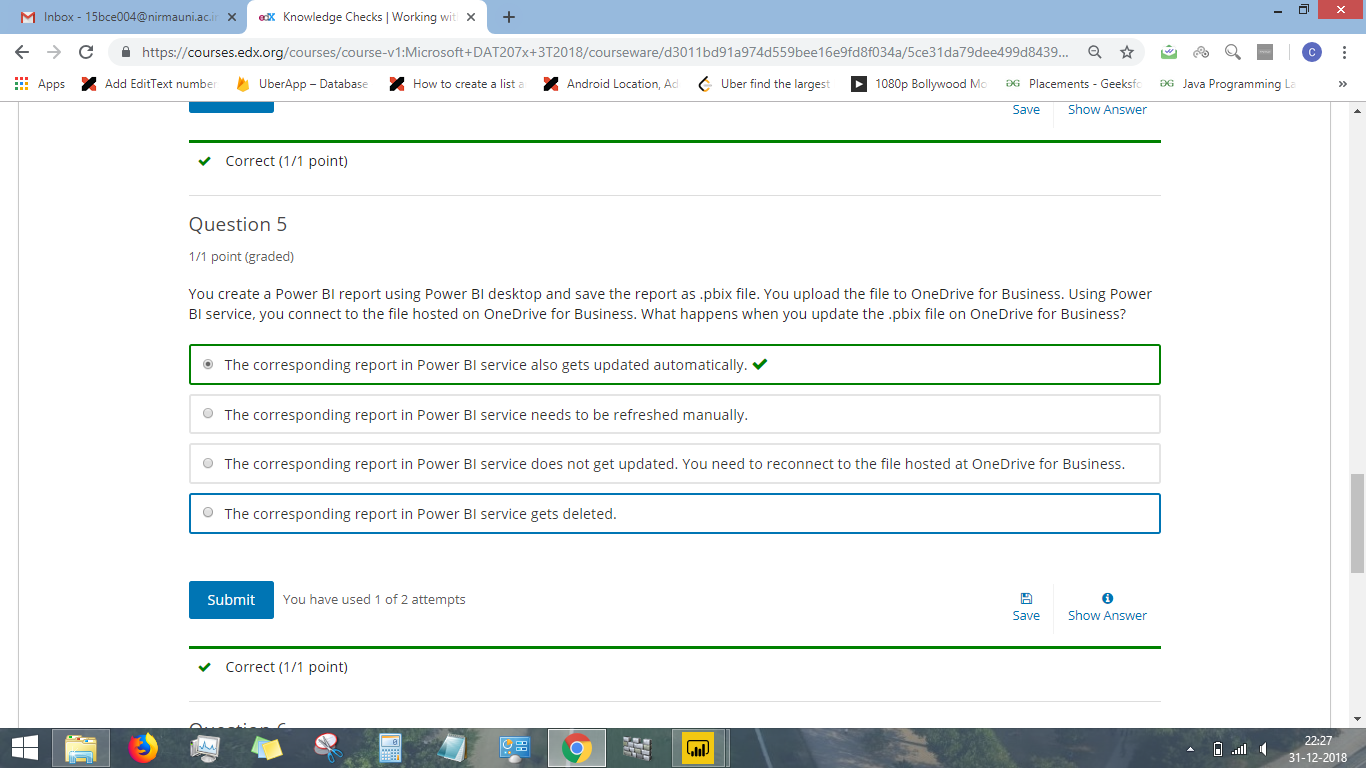 Inbox - 15bce004@nirmauni.ac.i
edX Knowledge Checks | Working wit
https://courses.edx.org/courses/course-v1:Microsoft+DAT207x+3T2018/courseware/d3011bd91a974d559bee16e9fd8f034a/5ce31da79dee499d8439...
C
Apps Add EditText number UberApp – Database How to create a list a Android Location, Ad Uber find the largest 1080p Bollywood Mo Placements - Geeksfo Java Programming La »
Save Show Answer
Correct (1/1 point)
Question 5
1/1 point (graded)
You create a Power BI report using Power BI desktop and save the report as .pbix file. You upload the file to OneDrive for Business. Using Power
BI service, you connect to the file hosted on OneDrive for Business. What happens when you update the .pbix file on OneDrive for Business?
The corresponding report in Power BI service also gets updated automatically.
The corresponding report in Power BI service needs to be refreshed manually.
The corresponding report in Power BI service does not get updated. You need to reconnect to the file hosted at OneDrive for Business.
The corresponding report in Power BI service gets deleted.
Submit You have used 1 of 2 attempts
Save Show Answer
Correct (1/1 point)
Question 6
22:27
31-12-2018